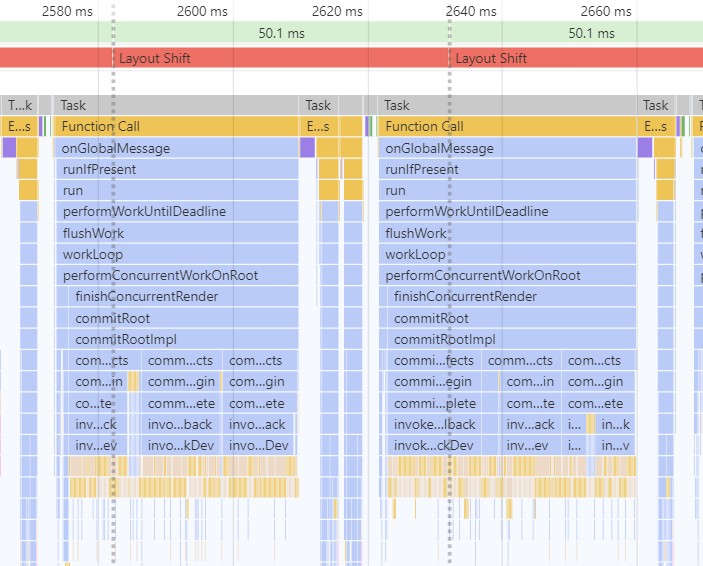 2580 ms 2600 ms 2620 ms 2640 ms 2660 ms
50.1 ms 50.1 ms
Layout Shift Layout Shift
T...k Task Task Task Task
E...s Function Call E...s Function Call E...s
onGlobalMessage onGlobalMessage
runIfPresent runIfPresent
run run
performWorkUntilDeadline performWorkUntilDeadline
flushWork flushWork
workLoop workLoop
performConcurrentWorkOnRoot performConcurrentWorkOnRoot
finishConcurrentRender finishConcurrentRender
commitRoot commitRoot
commitRootImpl commitRootImpl
com...cts comm...cts com...cts commi...fects comm...cts com...cts
com...in comm...gin com...gin commi...egin com...in com...gin
co...te comm...ete com...ete commi...plete com...te com...ete
inv...ck invo...back invo...ack invoke...lback inv...ack i... in...k
inv...ev invo...kDev invo...Dev invok...ckDev inv...ev i... in...v